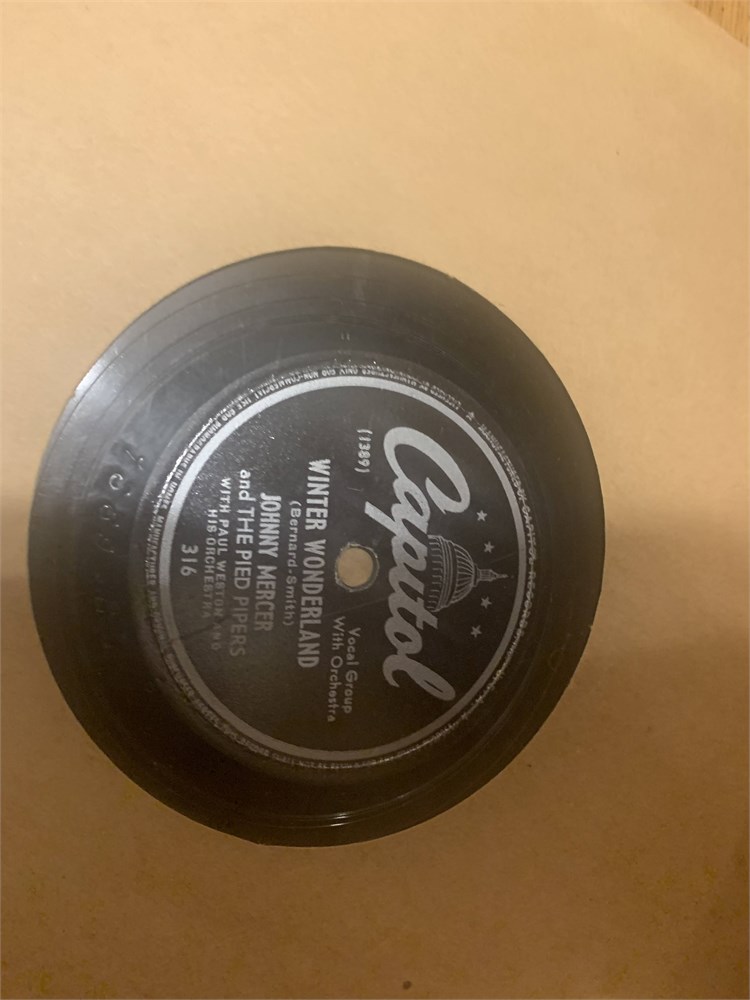 Capitol
(1389)
Vocal Group
With Orchestra
WINTER WONDERLAND
(Bernard-Smith)
JOHNNY MERCER
and THE PIED PIPERS
WITH PAUL WESTON AND
HIS ORCHESTRA
316